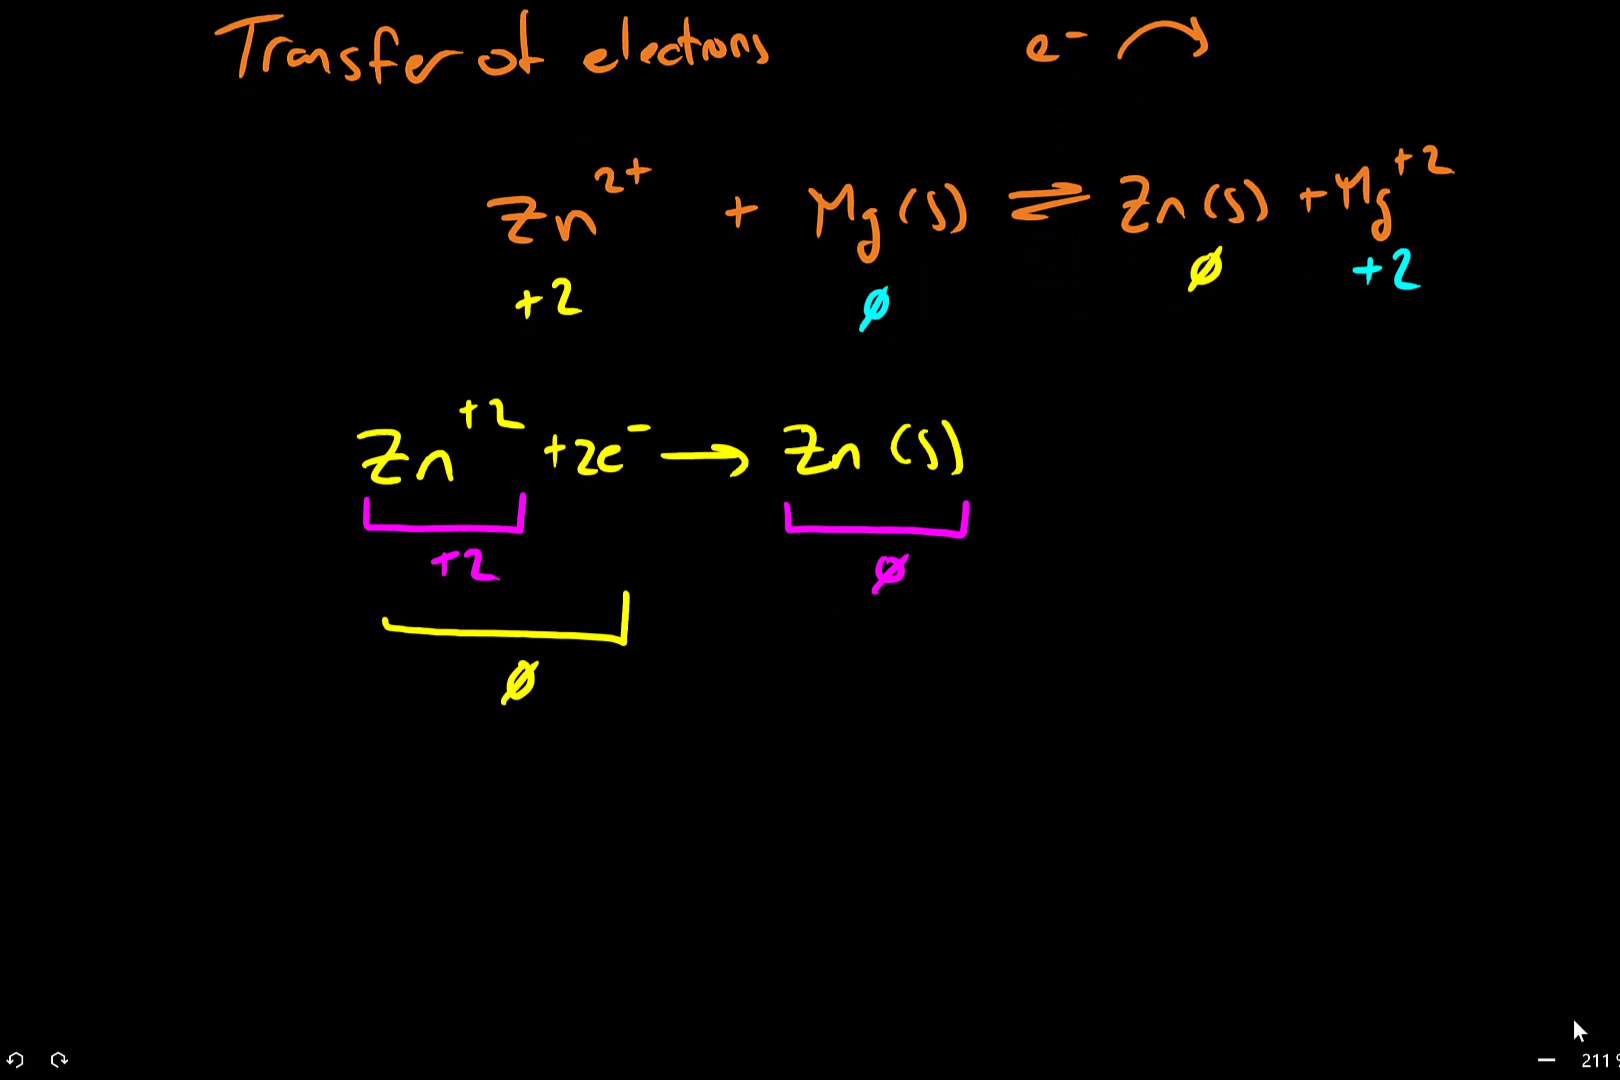 Transfer of electrons e⁻
Zn²⁺ + Mg(s) ⇌ Zn(s) + Mg⁺²
+2 ∅ ∅ +2
Zn⁺² +2e⁻ → Zn(s)
+2 ∅
∅
211%